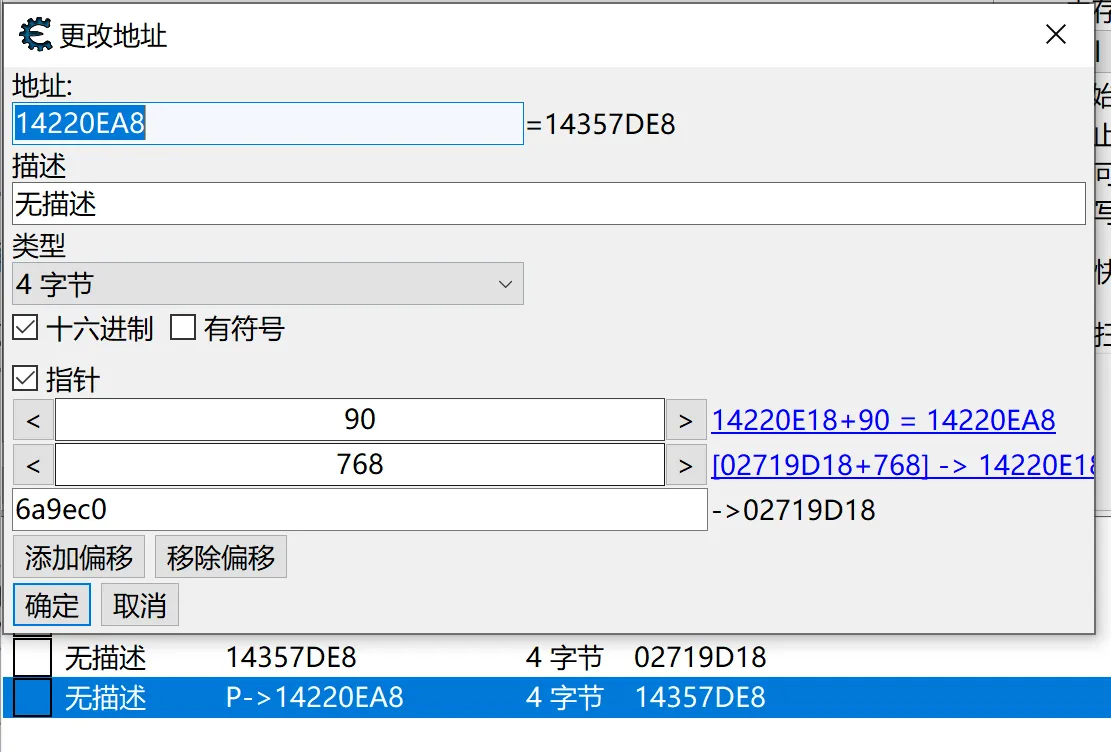 更改地址
地址:
14220EA8 =14357DE8
描述
无描述
类型
4 字节
十六进制 有符号
指针
< 90 > 14220E18+90 = 14220EA8
< 768 > [02719D18+768] -> 14220E18
6a9ec0 ->02719D18
添加偏移 移除偏移
确定 取消
无描述 14357DE8 4 字节 02719D18
无描述 P->14220EA8 4 字节 14357DE8